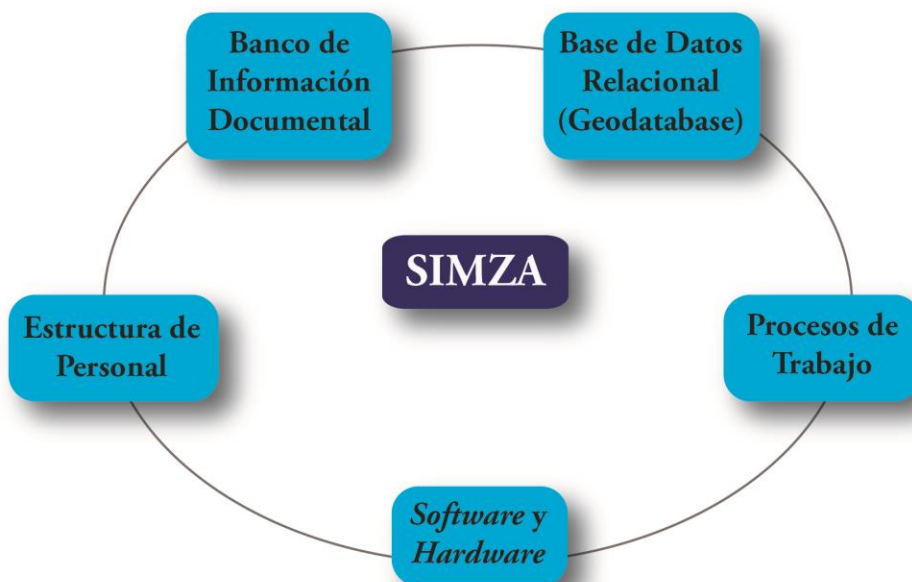 Banco de
Información
Documental
Base de Datos
Relacional
(Geodatabase)
SIMZA
Estructura de
Personal
Procesos de
Trabajo
Software y
Hardware